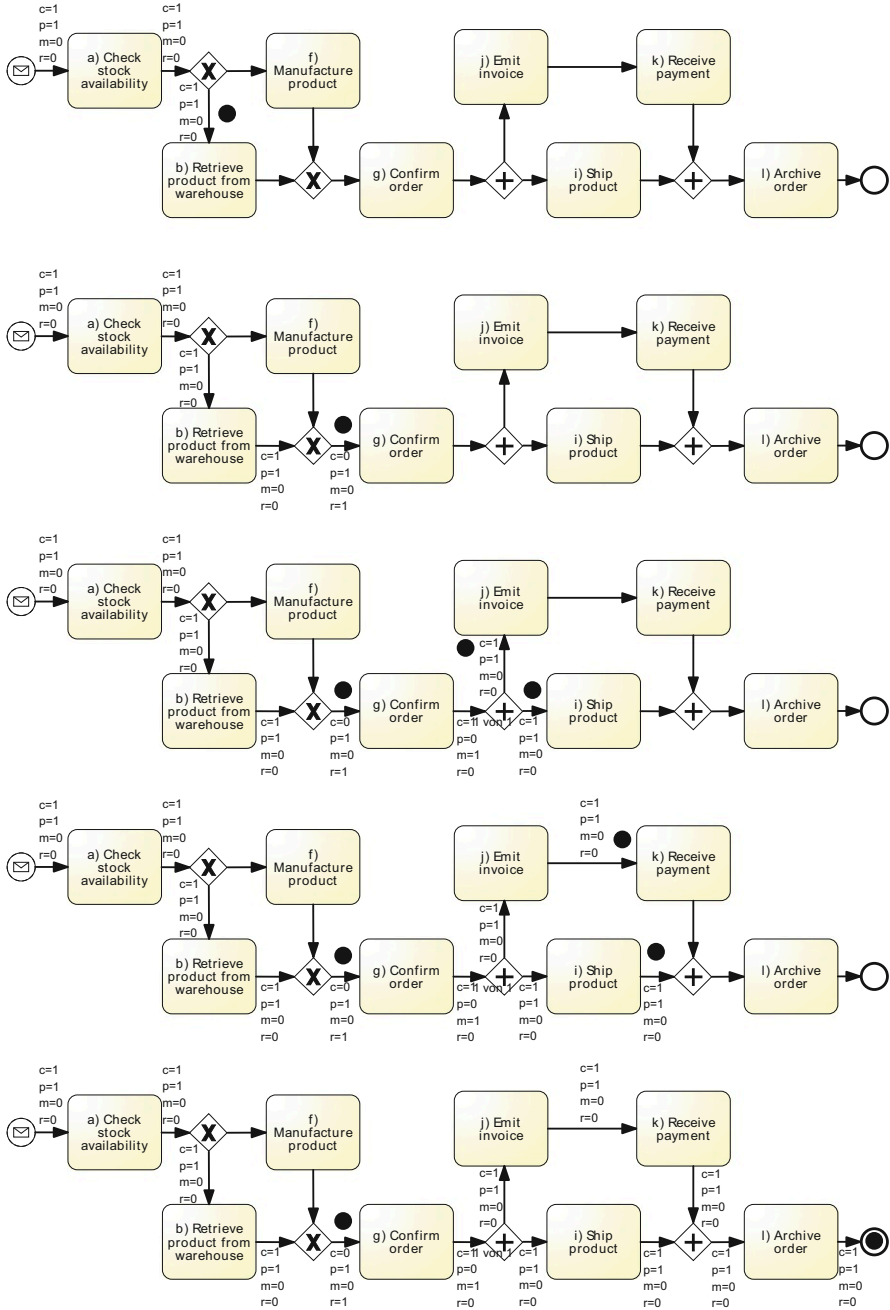 c=1
p=1
m=0
r=0
a) Check
stock
availability
c=1
p=1
m=0
r=0
f)
Manufacture
product
j) Emit
invoice
k) Receive
payment
c=1
p=1
m=0
r=0
b) Retrieve
product from
warehouse
g) Confirm
order
i) Ship
product
l) Archive
order
c=1
p=1
m=0
r=0
a) Check
stock
availability
c=1
p=1
m=0
r=0
f)
Manufacture
product
j) Emit
invoice
k) Receive
payment
c=1
p=1
m=0
r=0
b) Retrieve
product from
warehouse
c=1
p=1
m=0
r=0
c=0
p=1
m=0
r=1
g) Confirm
order
i) Ship
product
l) Archive
order
c=1
p=1
m=0
r=0
a) Check
stock
availability
c=1
p=1
m=0
r=0
f)
Manufacture
product
j) Emit
invoice
k) Receive
payment
c=1
p=1
m=0
r=0
c=1
p=1
m=0
r=0
b) Retrieve
product from
warehouse
c=1
p=1
m=0
r=0
c=0
p=1
m=0
r=1
g) Confirm
order
c=1
p=0
m=1
r=0
1 von 1
c=1
p=1
m=0
r=0
i) Ship
product
l) Archive
order
c=1
p=1
m=0
r=0
a) Check
stock
availability
c=1
p=1
m=0
r=0
f)
Manufacture
product
j) Emit
invoice
c=1
p=1
m=0
r=0
k) Receive
payment
c=1
p=1
m=0
r=0
c=1
p=1
m=0
r=0
b) Retrieve
product from
warehouse
c=1
p=1
m=0
r=0
c=0
p=1
m=0
r=1
g) Confirm
order
c=1
p=0
m=1
r=0
1 von 1
c=1
p=1
m=0
r=0
i) Ship
product
c=1
p=1
m=0
r=0
l) Archive
order
c=1
p=1
m=0
r=0
a) Check
stock
availability
c=1
p=1
m=0
r=0
f)
Manufacture
product
j) Emit
invoice
c=1
p=1
m=0
r=0
k) Receive
payment
c=1
p=1
m=0
r=0
c=1
p=1
m=0
r=0
c=1
p=1
m=0
r=0
b) Retrieve
product from
warehouse
c=1
p=1
m=0
r=0
c=0
p=1
m=0
r=1
g) Confirm
order
c=1
p=0
m=1
r=0
1 von 1
c=1
p=1
m=0
r=0
i) Ship
product
c=1
p=1
m=0
r=0
c=1
p=1
m=0
r=0
l) Archive
order
c=1
p=1
m=0
r=0